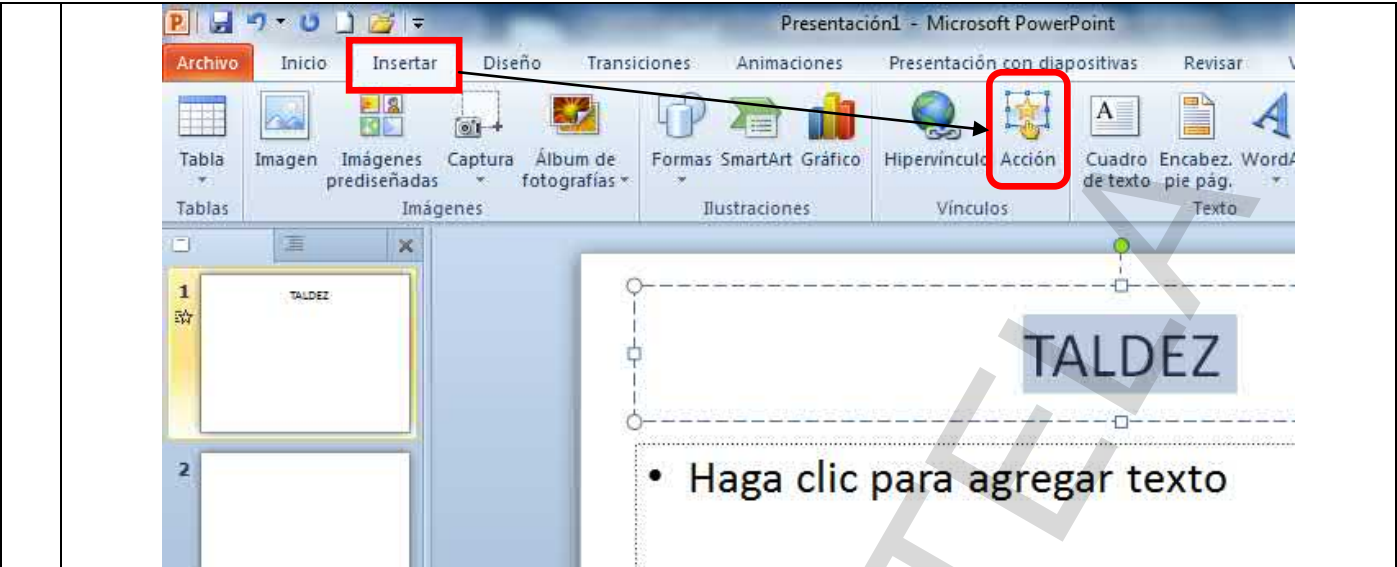 Presentación1 - Microsoft PowerPoint
Archivo Inicio Insertar Diseño Transiciones Animaciones Presentación con diapositivas Revisar
Tabla Imagen Imágenes prediseñadas Captura Álbum de fotografías Formas SmartArt Gráfico Hipervínculo Acción Cuadro de texto Encabez. pie pág. WordA
Tablas Imágenes Ilustraciones Vínculos Texto
1 TALDEZ
TALDEZ
2
• Haga clic para agregar texto
TELA